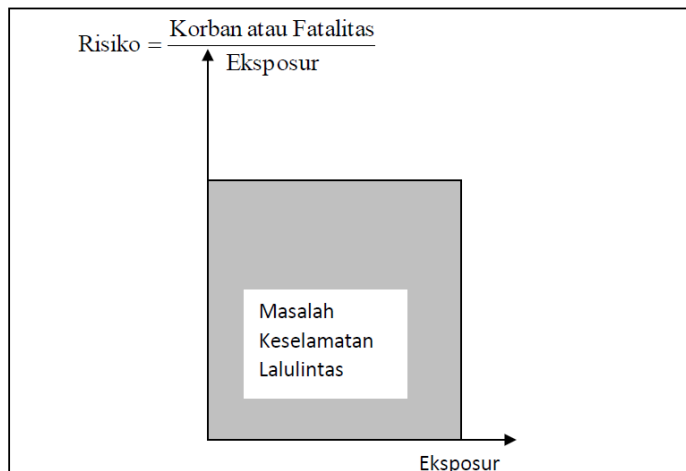 Risiko = Korban atau Fatalitas / Eksposur
Masalah
Keselamatan
Lalulintas
Eksposur